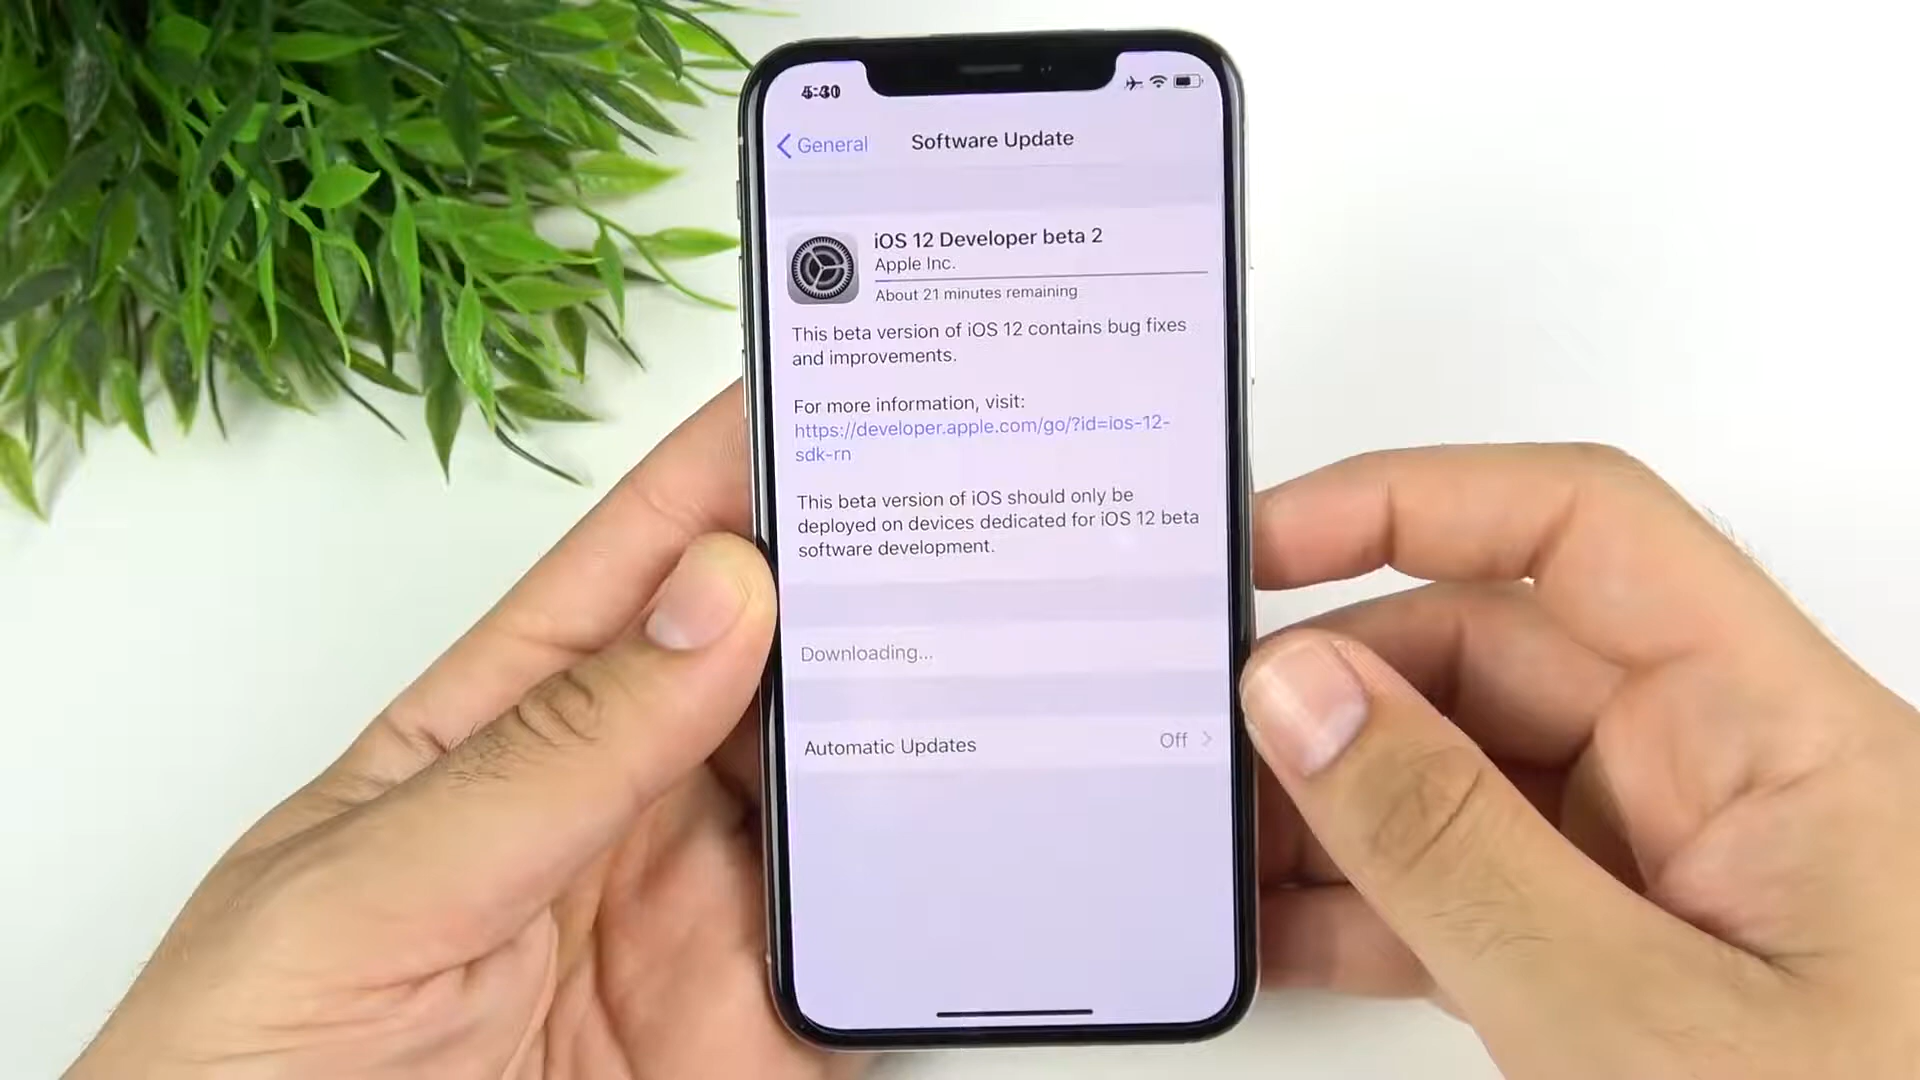 General
Software Update
iOS 12 Developer beta 2
Apple Inc.
About 21 minutes remaining
This beta version of iOS 12 contains bug fixes
and improvements.
For more information, visit:
https://developer.apple.com/go/?id=ios-12-
sdk-rn
This beta version of iOS should only be
deployed on devices dedicated for iOS 12 beta
software development.
Downloading...
Automatic Updates
Off